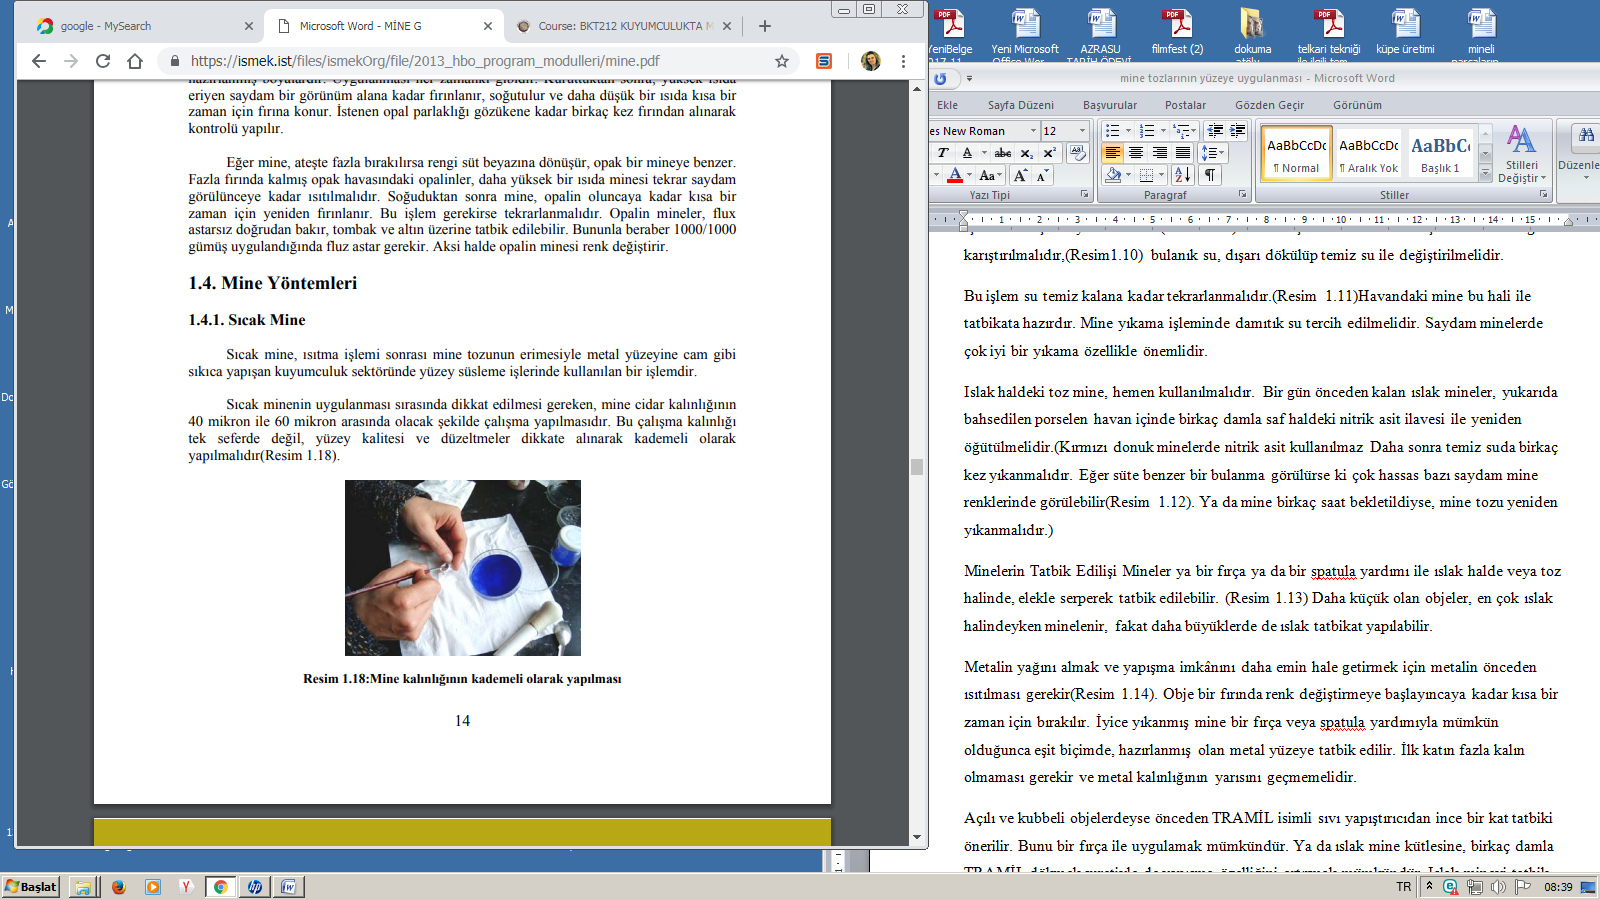 google - MySearch
Microsoft Word - MİNE G
Course: BKT212 KUYUMCULUKTA M
https://ismek.ist/files/ismekOrg/file/2013_hbo_program_modulleri/mine.pdf
eriyen saydam bir görünüm alana kadar fırınlanır, soğutulur ve daha düşük bir ısıda kısa bir
zaman için fırına konur. İstenen opal parlaklığı gözükene kadar birkaç kez fırından alınarak
kontrolü yapılır.
Eğer mine, ateşte fazla bırakılırsa rengi süt beyazına dönüşür, opak bir mineye benzer.
Fazla fırında kalmış opak havasındaki opalinler, daha yüksek bir ısıda minesi tekrar saydam
görülünceye kadar ısıtılmalıdır. Soğuduktan sonra mine, opalin oluncaya kadar kısa bir
zaman için yeniden fırınlanır. Bu işlem gerekirse tekrarlanmalıdır. Opalin mineler, flux
astarsız doğrudan bakır, tombak ve altın üzerine tatbik edilebilir. Bununla beraber 1000/1000
gümüş uygulandığında fluz astar gerekir. Aksi halde opalin minesi renk değiştirir.
1.4. Mine Yöntemleri
1.4.1. Sıcak Mine
Sıcak mine, ısıtma işlemi sonrası mine tozunun erimesiyle metal yüzeyine cam gibi
sıkıca yapışan kuyumculuk sektöründe yüzey süsleme işlerinde kullanılan bir işlemdir.
Sıcak minenin uygulanması sırasında dikkat edilmesi gereken, mine cidar kalınlığının
40 mikron ile 60 mikron arasında olacak şekilde çalışma yapılmasıdır. Bu çalışma kalınlığı
tek seferde değil, yüzey kalitesi ve düzeltmeler dikkate alınarak kademeli olarak
yapılmalıdır(Resim 1.18).
Resim 1.18:Mine kalınlığının kademeli olarak yapılması
14
YeniBelge
Yeni Microsoft
AZRASU
filmfest (2)
dokuma
telkari tekniği
küpe üretimi
mineli
mine tozlarının yüzeye uygulanması - Microsoft Word
Ekle
Sayfa Düzeni
Başvurular
Postalar
Gözden Geçir
Görünüm
es New Roman
12
Yazı Tipi
Paragraf
AaBbCcDc
¶ Normal
AaBbCcDc
¶ Aralık Yok
AaBbC
Başlık 1
Stilleri
Değiştir
Stiller
Düzenle
1 2 3 4 5 6 7 8 9 10 11 12 13 14 15
karıştırılmalıdır,(Resim1.10) bulanık su, dışarı dökülüp temiz su ile değiştirilmelidir.
Bu işlem su temiz kalana kadar tekrarlanmalıdır.(Resim 1.11)Havandaki mine bu hali ile
tatbikata hazırdır. Mine yıkama işleminde damıtık su tercih edilmelidir. Saydam minelerde
çok iyi bir yıkama özellikle önemlidir.
Islak haldeki toz mine, hemen kullanılmalıdır. Bir gün önceden kalan ıslak mineler, yukarıda
bahsedilen porselen havan içinde birkaç damla saf haldeki nitrik asit ilavesi ile yeniden
öğütülmelidir.(Kırmızı donuk minelerde nitrik asit kullanılmaz Daha sonra temiz suda birkaç
kez yıkanmalıdır. Eğer süte benzer bir bulanma görülürse ki çok hassas bazı saydam mine
renklerinde görülebilir(Resim 1.12). Ya da mine birkaç saat bekletildiyse, mine tozu yeniden
yıkanmalıdır.)
Minelerin Tatbik Edilişi Mineler ya bir fırça ya da bir spatula yardımı ile ıslak halde veya toz
halinde, elekle serperek tatbik edilebilir. (Resim 1.13) Daha küçük olan objeler, en çok ıslak
halindeyken minelenir, fakat daha büyüklerde de ıslak tatbikat yapılabilir.
Metalin yağını almak ve yapışma imkânını daha emin hale getirmek için metalin önceden
ısıtılması gerekir(Resim 1.14). Obje bir fırında renk değiştirmeye başlayıncaya kadar kısa bir
zaman için bırakılır. İyice yıkanmış mine bir fırça veya spatula yardımıyla mümkün
olduğunca eşit biçimde, hazırlanmış olan metal yüzeye tatbik edilir. İlk katın fazla kalın
olmaması gerekir ve metal kalınlığının yarısını geçmemelidir.
Açılı ve kubbeli objelerdeyse önceden TRAMİL isimli sıvı yapıştırıcıdan ince bir kat tatbiki
önerilir. Bunu bir fırça ile uygulamak mümkündür. Ya da ıslak mine kütlesine, birkaç damla
Başlat
TR
08:39